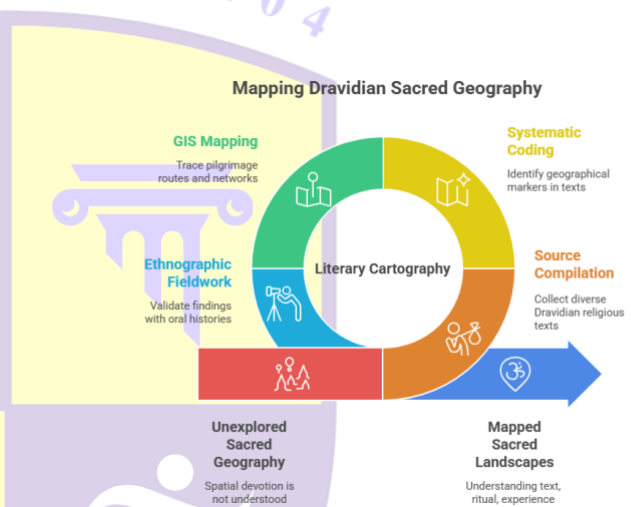 04
Mapping Dravidian Sacred Geography
GIS Mapping
Trace pilgrimage
routes and networks
Systematic
Coding
Identify geographical
markers in texts
Ethnographic
Fieldwork
Validate findings
with oral histories
Literary Cartography
Source
Compilation
Collect diverse
Dravidian religious
texts
ॐ
Unexplored
Sacred
Geography
Spatial devotion is
not understood
Mapped
Sacred
Landscapes
Understanding text,
ritual, experience